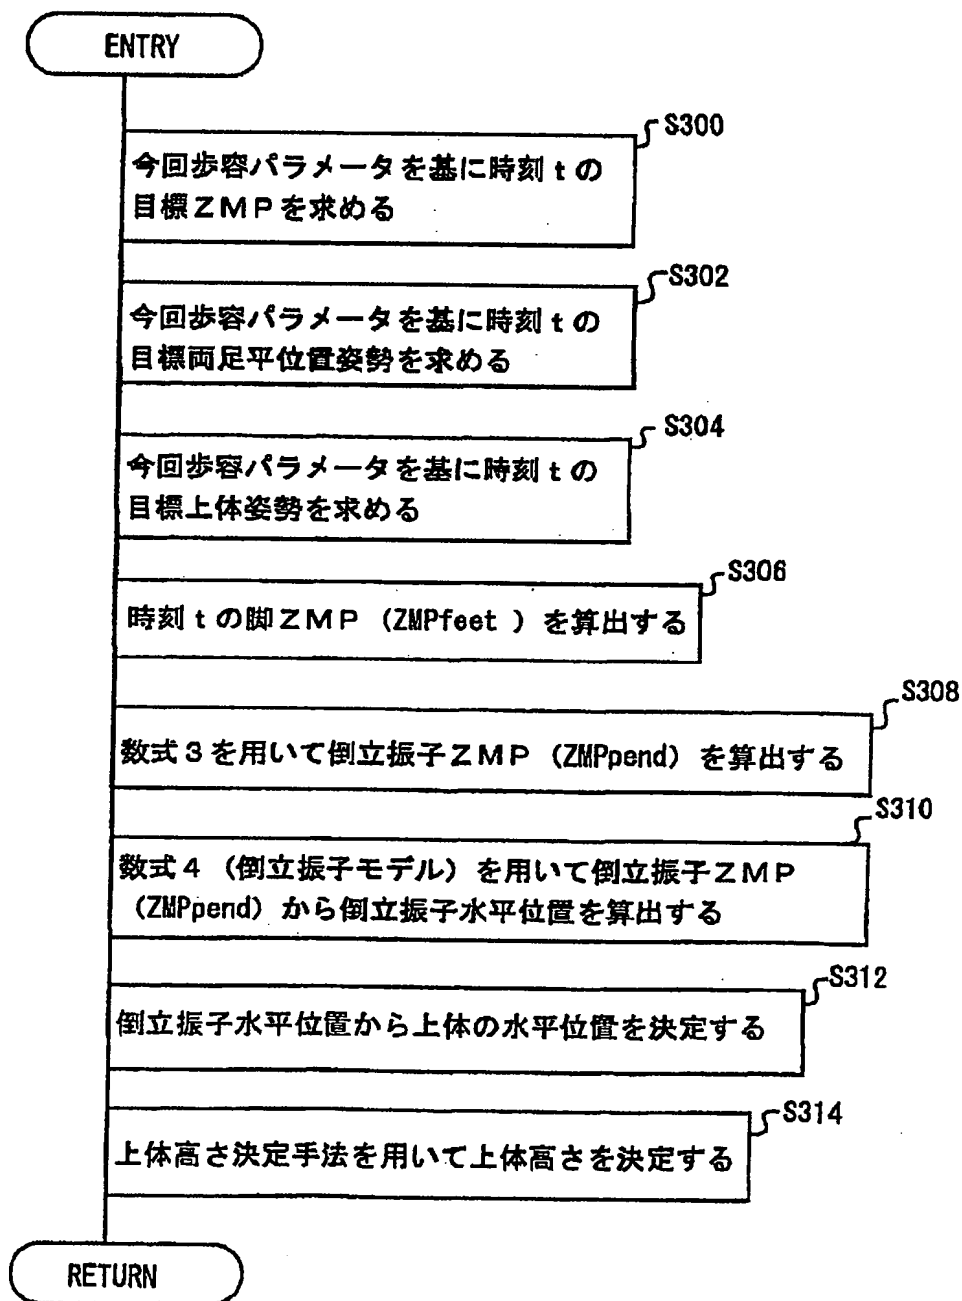 ENTRY
S300
今回歩容パラメータを基に時刻tの
目標ZMPを求める
S302
今回歩容パラメータを基に時刻tの
目標両足平位置姿勢を求める
S304
今回歩容パラメータを基に時刻tの
目標上体姿勢を求める
S306
時刻tの脚ZMP (ZMPfeet ) を算出する
S308
数式3を用いて倒立振子ZMP (ZMPpend) を算出する
S310
数式4 (倒立振子モデル) を用いて倒立振子ZMP
(ZMPpend) から倒立振子水平位置を算出する
S312
倒立振子水平位置から上体の水平位置を決定する
S314
上体高さ決定手法を用いて上体高さを決定する
RETURN